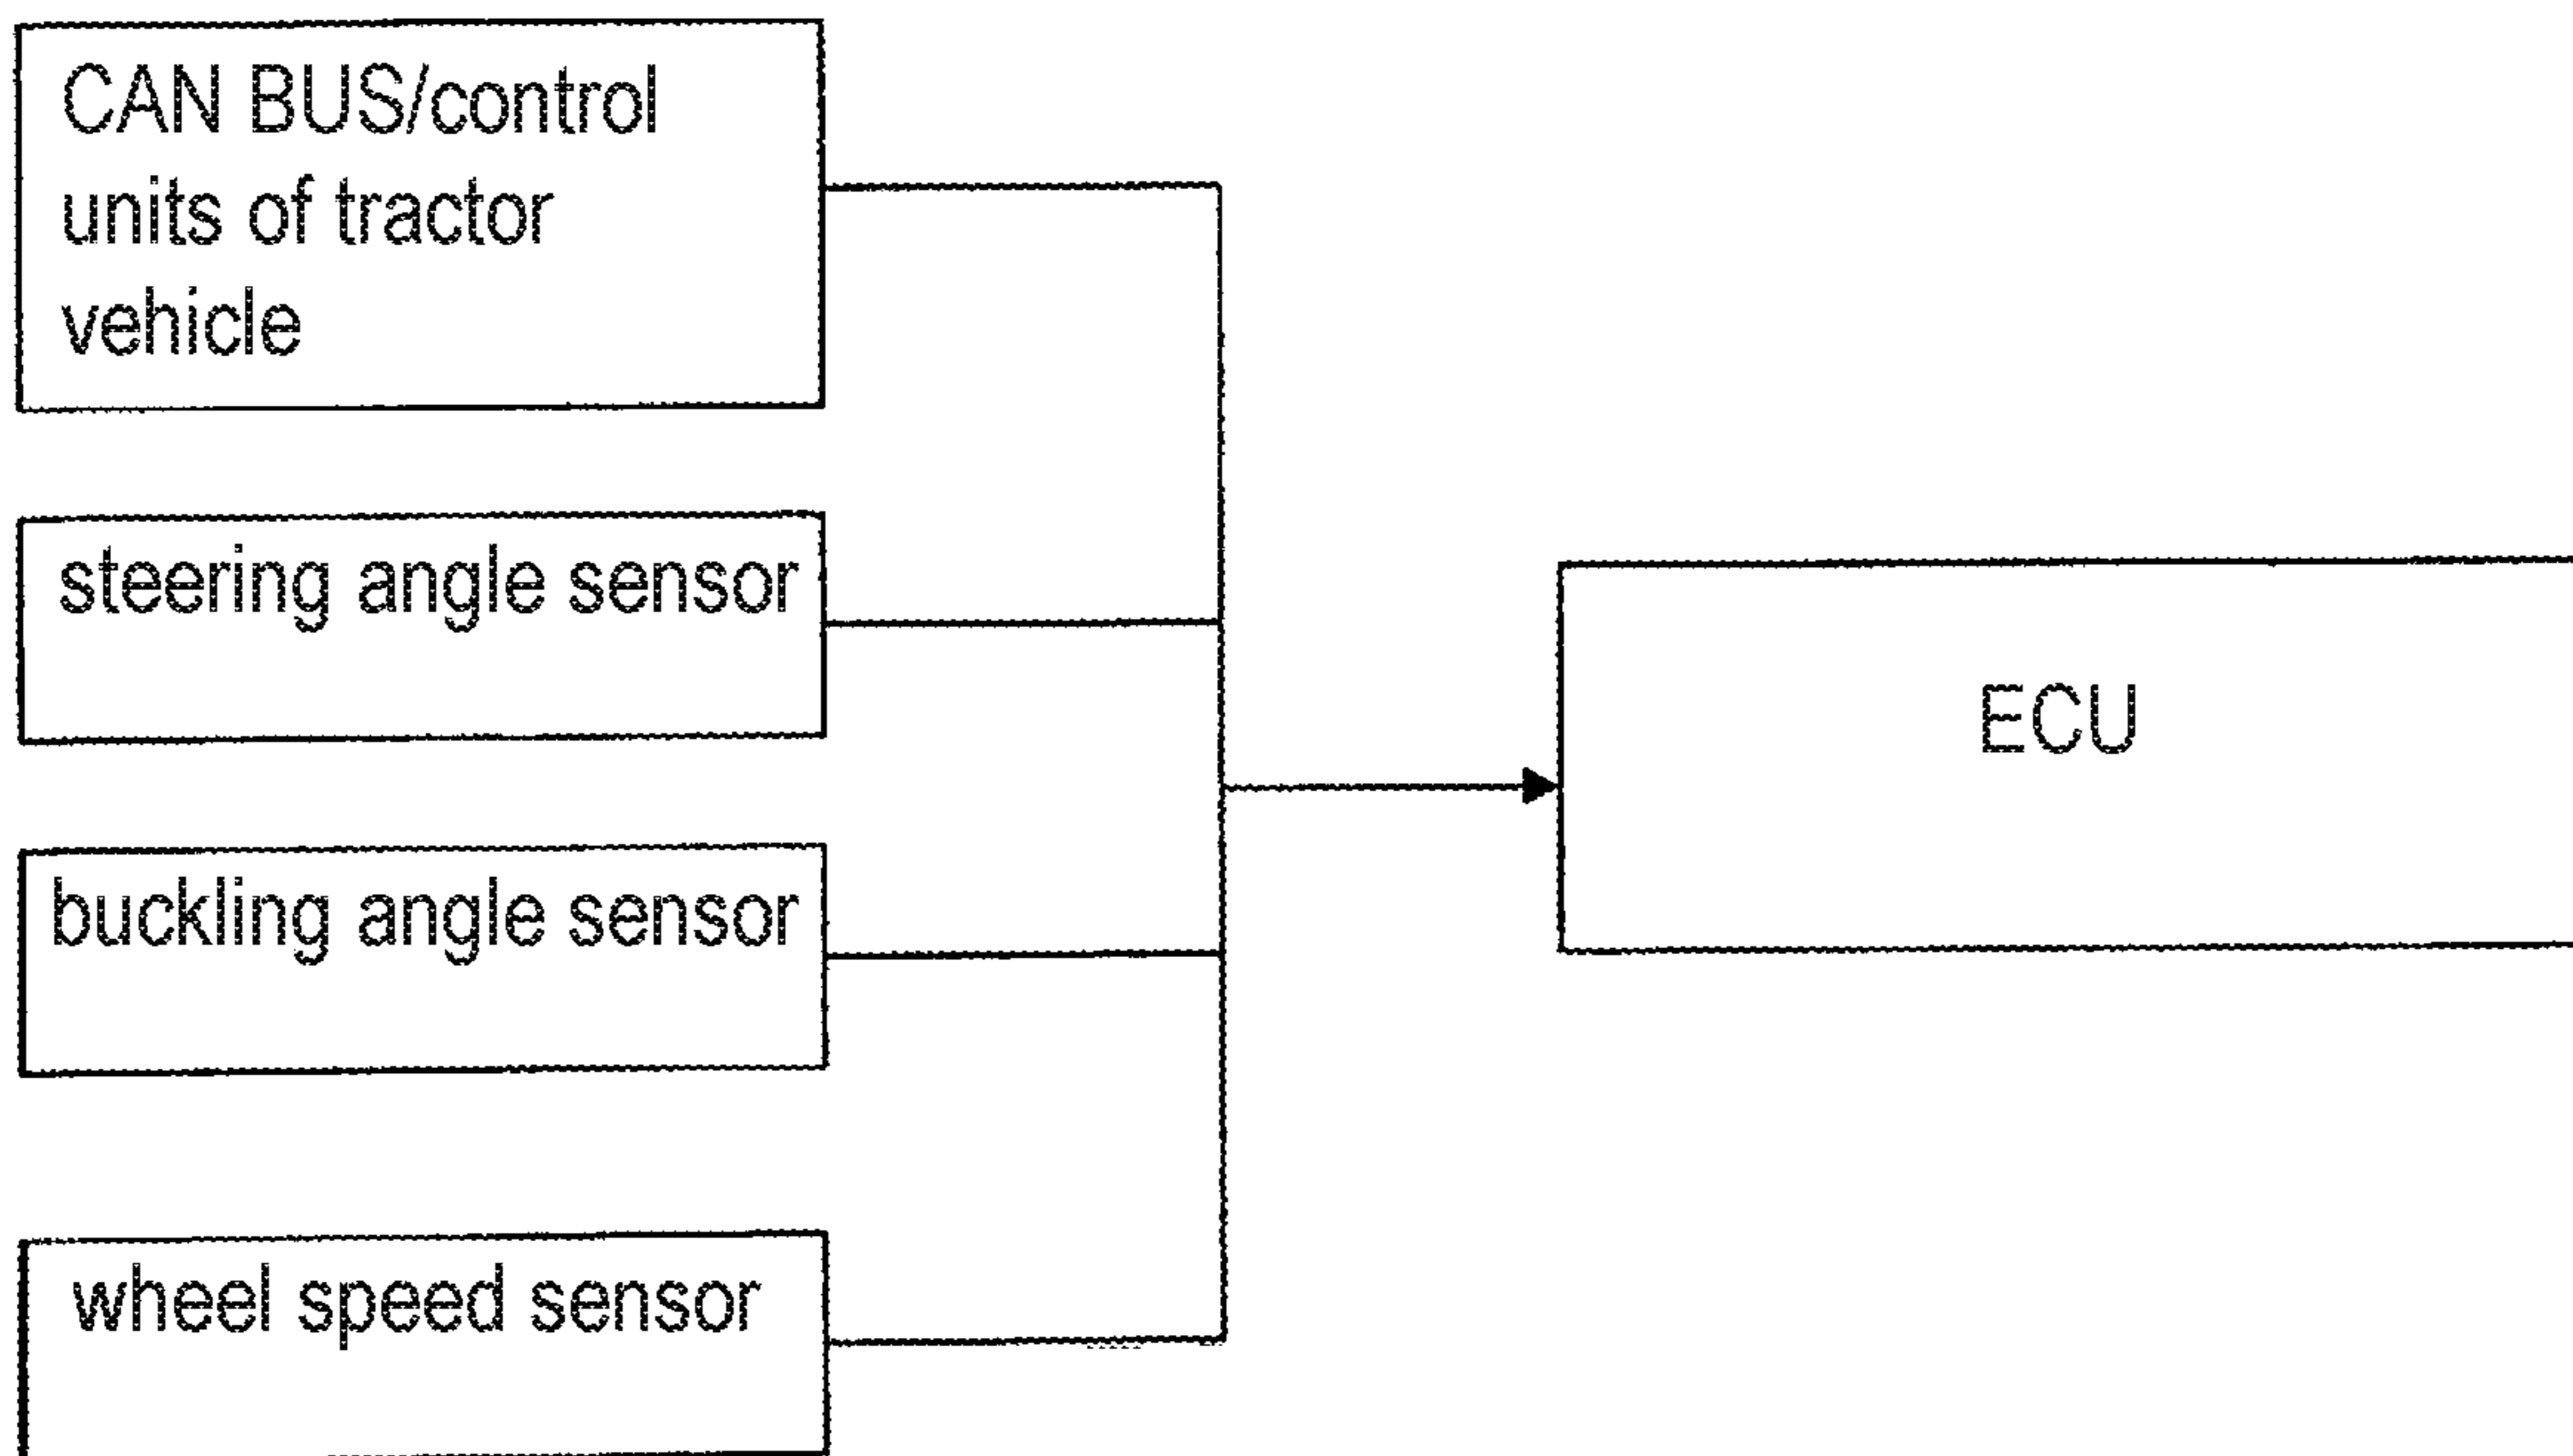 CAN BUS/control
units of tractor
vehicle
steering angle sensor
ECU
buckling angle sensor
wheel speed sensor